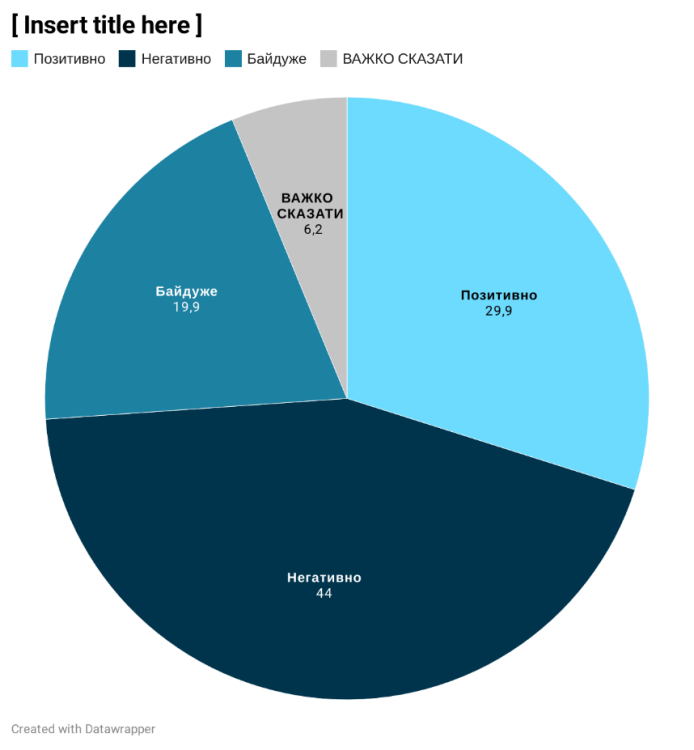 [ Insert title here ]
Позитивно Негативно Байдуже ВАЖКО СКАЗАТИ
ВАЖКО
СКАЗАТИ
6,2
Байдуже
19,9
Позитивно
29,9
Негативно
44
Created with Datawrapper